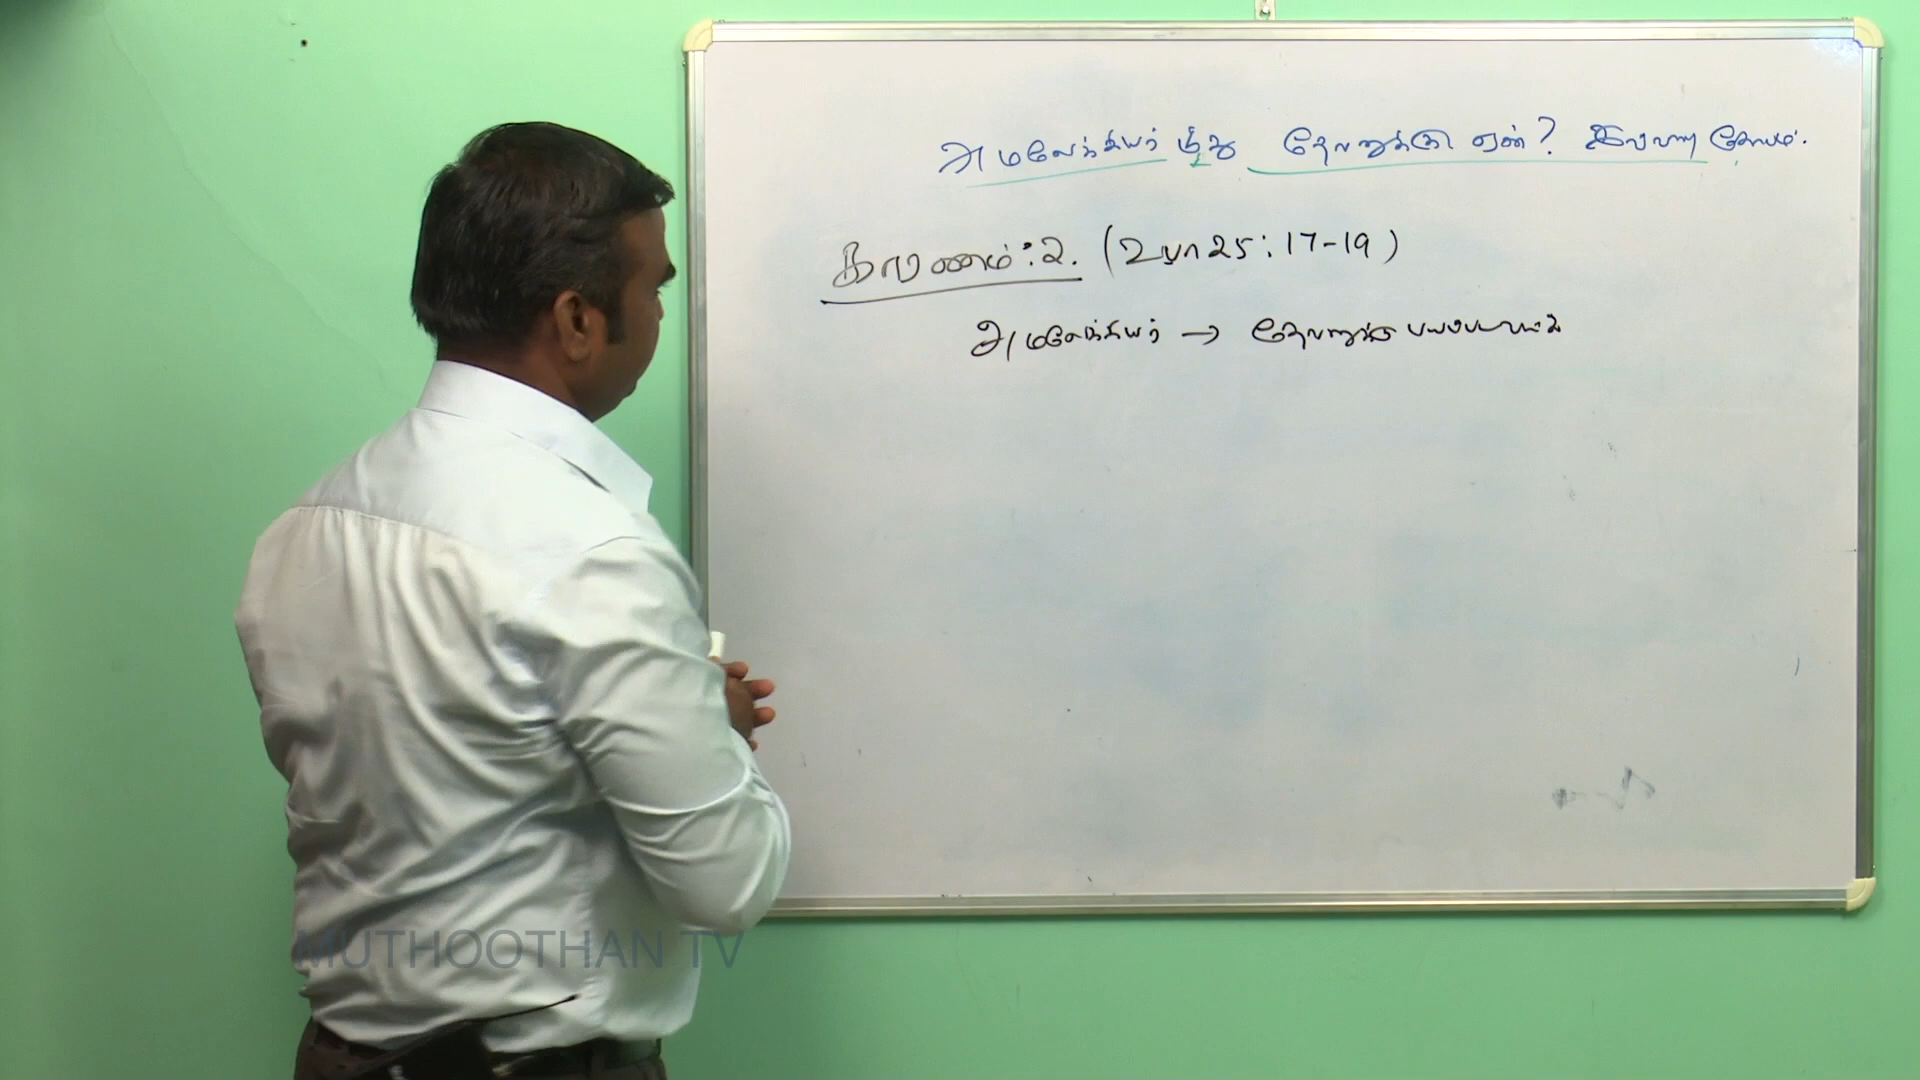 அமலேக்கியர் மீது தேவனுக்கு ஏன்? இவ்வளவு கோபம்.
காரணம்:2. (உபா 25:17-19)
அமலேக்கியர் → தேவனுக்கு
MUTHOOTHAN TV